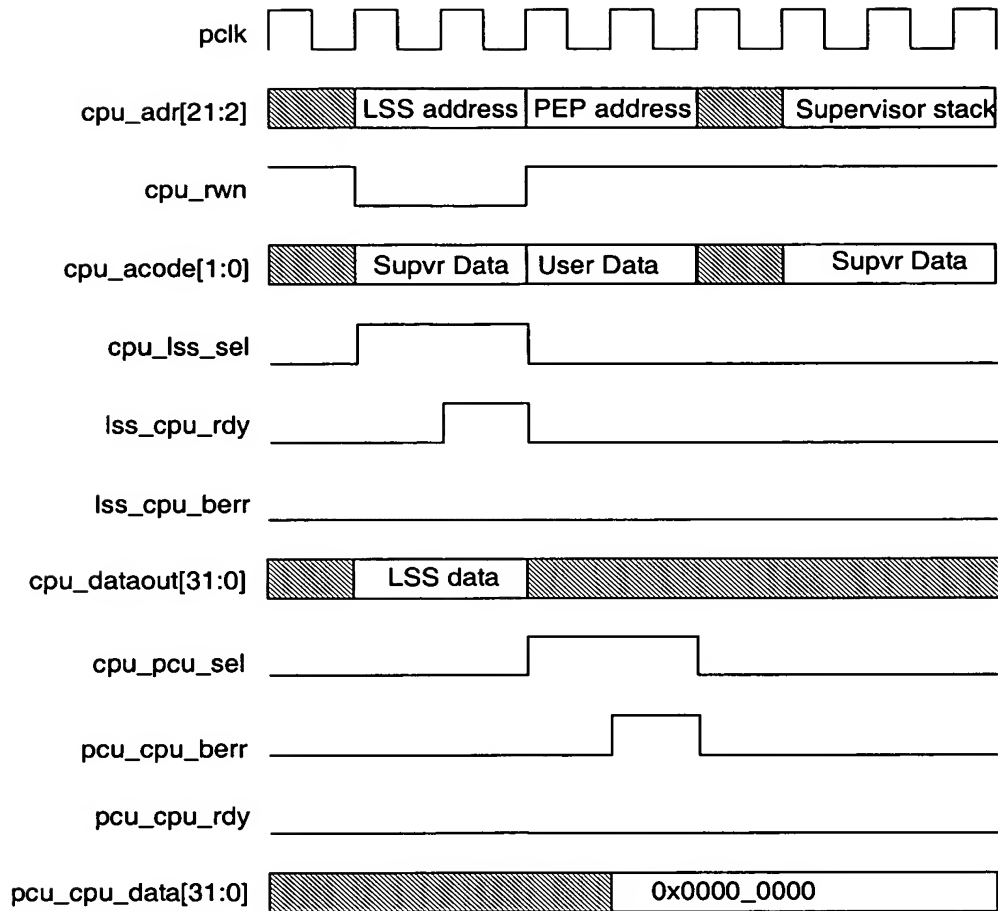 pclk
cpu_adr[21:2] LSS address PEP address Supervisor stack
cpu_rwn
cpu_acode[1:0] Supvr Data User Data Supvr Data
cpu_lss_sel
lss_cpu_rdy
lss_cpu_berr
cpu_dataout[31:0] LSS data
cpu_pcu_sel
pcu_cpu_berr
pcu_cpu_rdy
pcu_cpu_data[31:0] 0x0000_0000